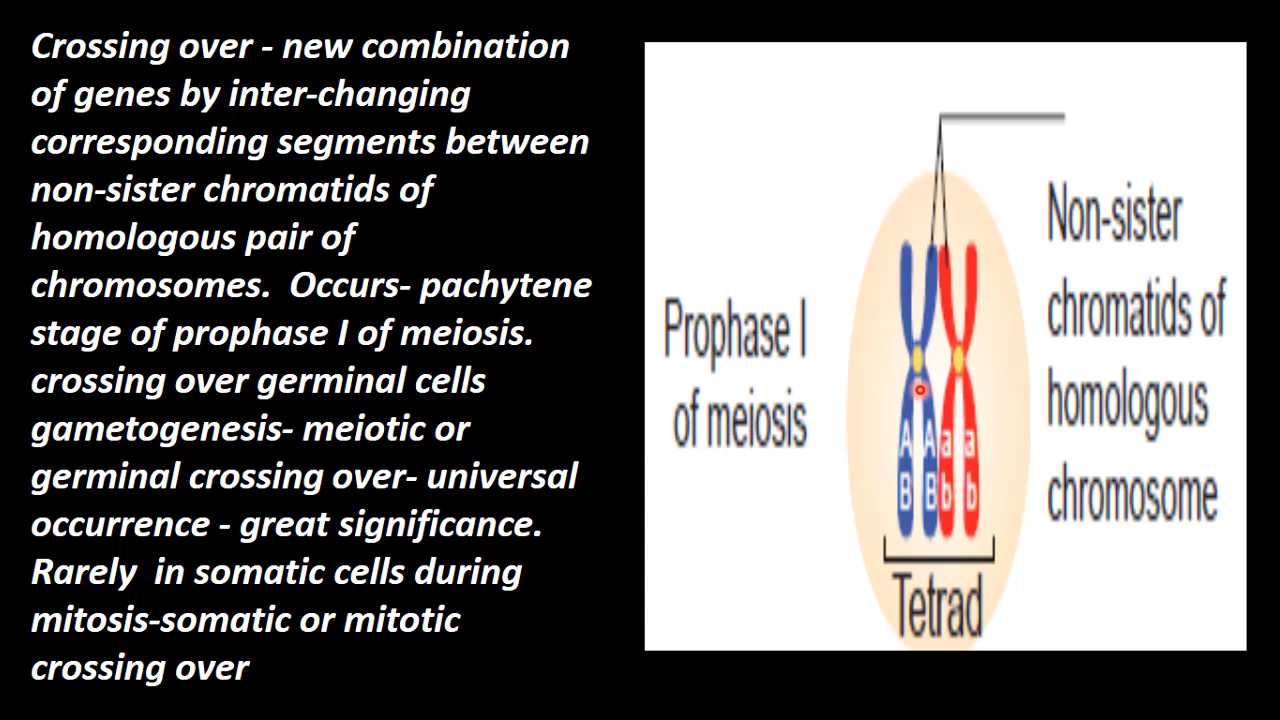 Crossing over - new combination
of genes by inter-changing
corresponding segments between
non-sister chromatids of
homologous pair of
chromosomes.  Occurs- pachytene
stage of prophase I of meiosis.
crossing over germinal cells
gametogenesis- meiotic or
germinal crossing over- universal
occurrence - great significance.
Rarely  in somatic cells during
mitosis-somatic or mitotic
crossing over
Prophase I
of meiosis
Non-sister
chromatids of
homologous
chromosome
A A a a
B B b b
Tetrad